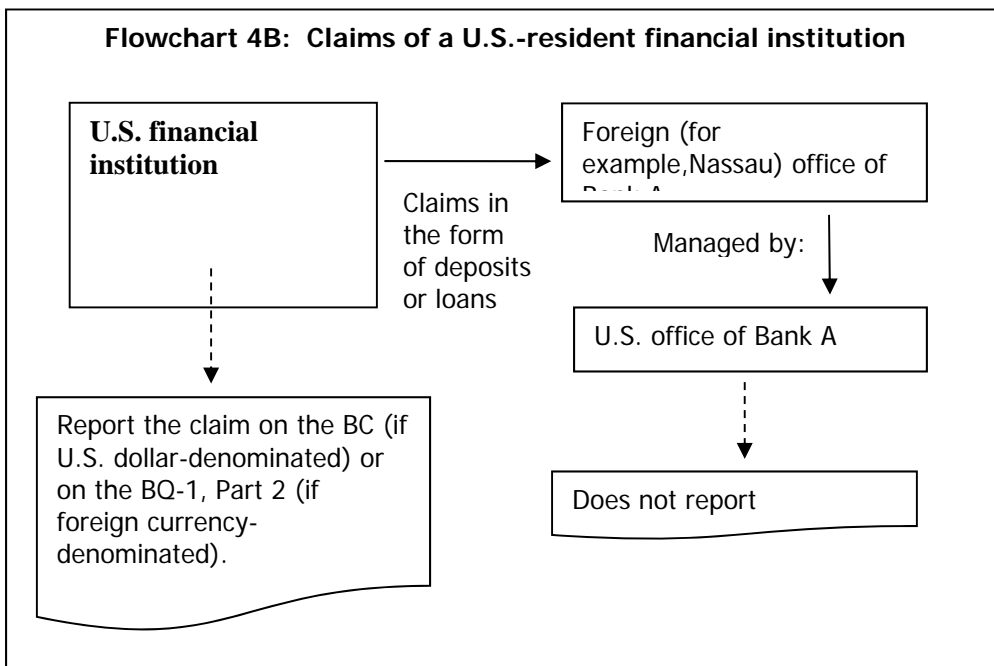 Flowchart 4B:  Claims of a U.S.-resident financial institution
U.S. financial
institution
Foreign (for
example,Nassau) office of
Bank A
Claims in
the form
of deposits
or loans
Managed by:
U.S. office of Bank A
Report the claim on the BC (if
U.S. dollar-denominated) or
on the BQ-1, Part 2 (if
foreign currency-
denominated).
Does not report